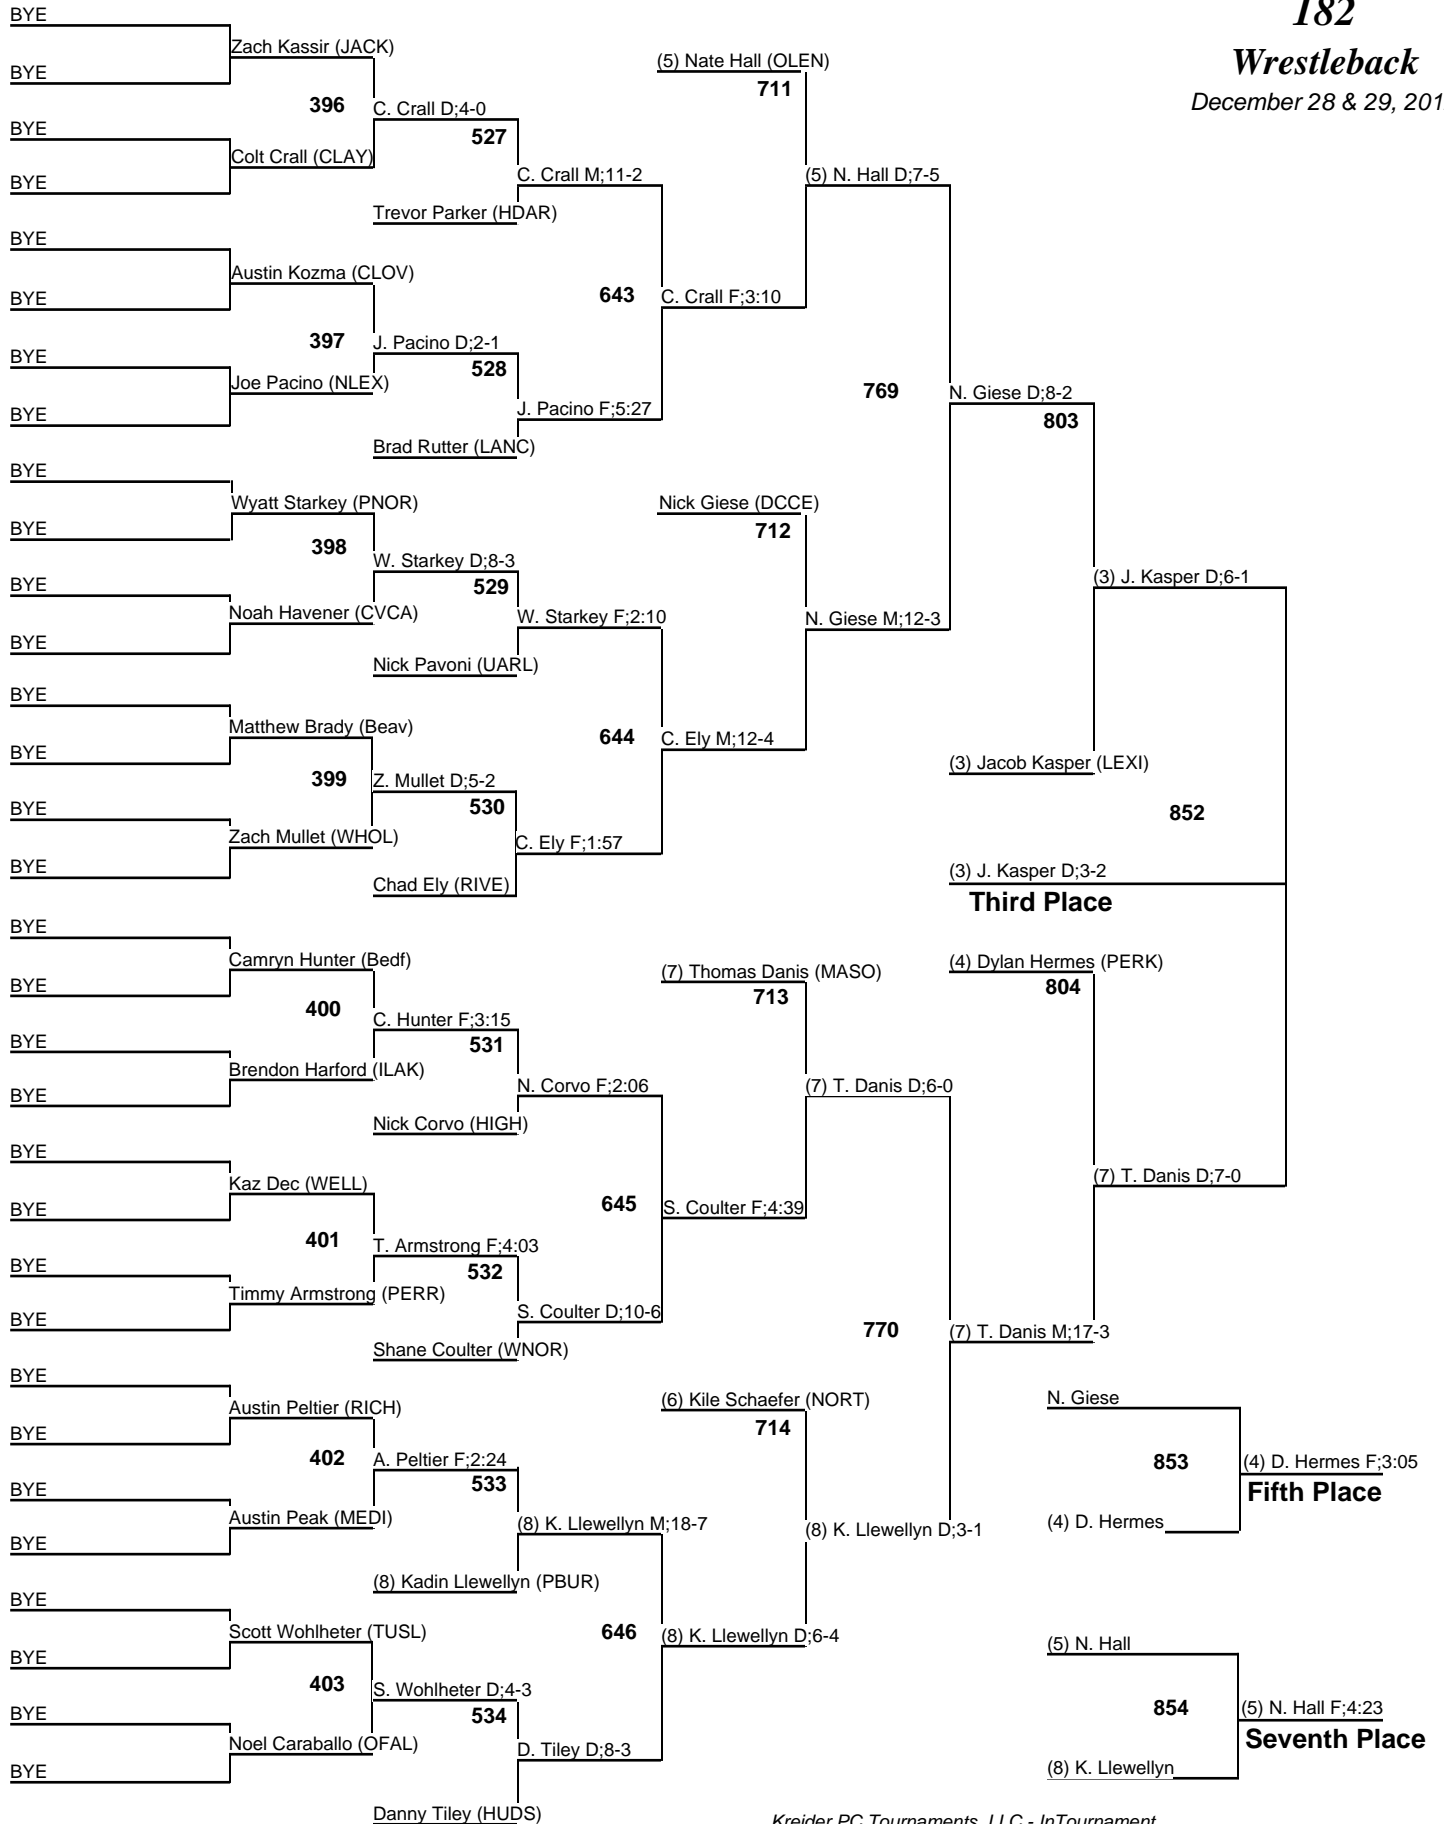 182
Wrestleback
December 28 & 29, 201
BYE
Zach Kassir (JACK)
BYE
396
C. Crall D;4-0
527
BYE
Colt Crall (CLAY)
BYE
C. Crall M;11-2
Trevor Parker (HDAR)
BYE
Austin Kozma (CLOV)
BYE
643
C. Crall F;3:10
397
J. Pacino D;2-1
528
BYE
Joe Pacino (NLEX)
BYE
J. Pacino F;5:27
Brad Rutter (LANC)
(5) Nate Hall (OLEN)
711
(5) N. Hall D;7-5
769
N. Giese D;8-2
803
BYE
Wyatt Starkey (PNOR)
BYE
398
W. Starkey D;8-3
529
BYE
Noah Havener (CVCA)
BYE
W. Starkey F;2:10
Nick Pavoni (UARL)
Nick Giese (DCCE)
712
N. Giese M;12-3
(3) J. Kasper D;6-1
BYE
Matthew Brady (Beav)
BYE
644
C. Ely M;12-4
399
Z. Mullet D;5-2
530
BYE
Zach Mullet (WHOL)
BYE
C. Ely F;1:57
Chad Ely (RIVE)
(3) Jacob Kasper (LEXI)
852
(3) J. Kasper D;3-2
Third Place
BYE
Camryn Hunter (Bedf)
BYE
400
C. Hunter F;3:15
531
BYE
Brendon Harford (ILAK)
BYE
N. Corvo F;2:06
Nick Corvo (HIGH)
(7) Thomas Danis (MASO)
713
(7) T. Danis D;6-0
(4) Dylan Hermes (PERK)
804
(7) T. Danis D;7-0
BYE
Kaz Dec (WELL)
BYE
645
S. Coulter F;4:39
401
T. Armstrong F;4:03
532
BYE
Timmy Armstrong (PERR)
BYE
S. Coulter D;10-6
Shane Coulter (WNOR)
770
(7) T. Danis M;17-3
BYE
Austin Peltier (RICH)
BYE
402
A. Peltier F;2:24
533
BYE
Austin Peak (MEDI)
BYE
(8) K. Llewellyn M;18-7
(8) Kadin Llewellyn (PBUR)
(6) Kile Schaefer (NORT)
714
(8) K. Llewellyn D;3-1
N. Giese
853
(4) D. Hermes F;3:05
Fifth Place
(4) D. Hermes
BYE
Scott Wohlheter (TUSL)
BYE
646
(8) K. Llewellyn D;6-4
403
S. Wohlheter D;4-3
534
BYE
Noel Caraballo (OFAL)
BYE
D. Tiley D;8-3
Danny Tiley (HUDS)
(5) N. Hall
854
(5) N. Hall F;4:23
Seventh Place
(8) K. Llewellyn
Kreider PC Tournaments, LLC - InTournament